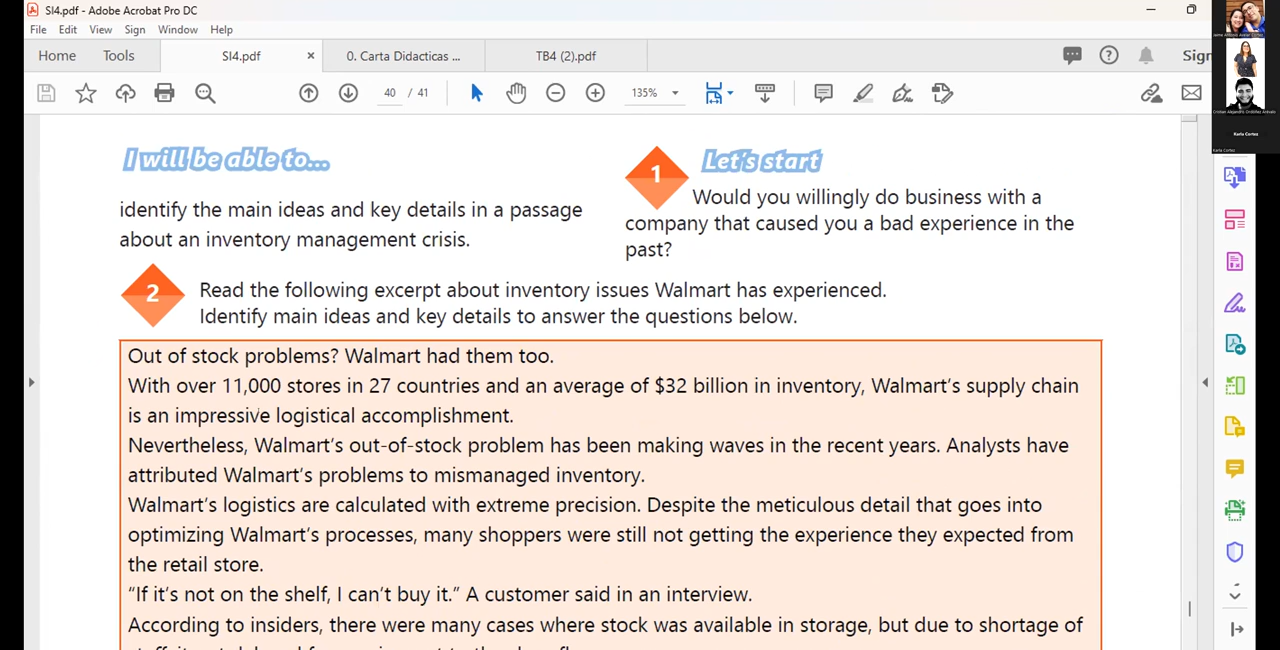 SI4.pdf - Adobe Acrobat Pro DC
File Edit View Sign Window Help
Home Tools SI4.pdf × 0. Carta Didacticas ... TB4 (2).pdf Sign
40 / 41 135%
Karla Cortez
I will be able to...
identify the main ideas and key details in a passage
about an inventory management crisis.
1 Let's start
Would you willingly do business with a
company that caused you a bad experience in the
past?
2 Read the following excerpt about inventory issues Walmart has experienced.
Identify main ideas and key details to answer the questions below.
Out of stock problems? Walmart had them too.
With over 11,000 stores in 27 countries and an average of $32 billion in inventory, Walmart's supply chain
is an impressive logistical accomplishment.
Nevertheless, Walmart's out-of-stock problem has been making waves in the recent years. Analysts have
attributed Walmart's problems to mismanaged inventory.
Walmart's logistics are calculated with extreme precision. Despite the meticulous detail that goes into
optimizing Walmart's processes, many shoppers were still not getting the experience they expected from
the retail store.
“If it's not on the shelf, I can't buy it.” A customer said in an interview.
According to insiders, there were many cases where stock was available in storage, but due to shortage of